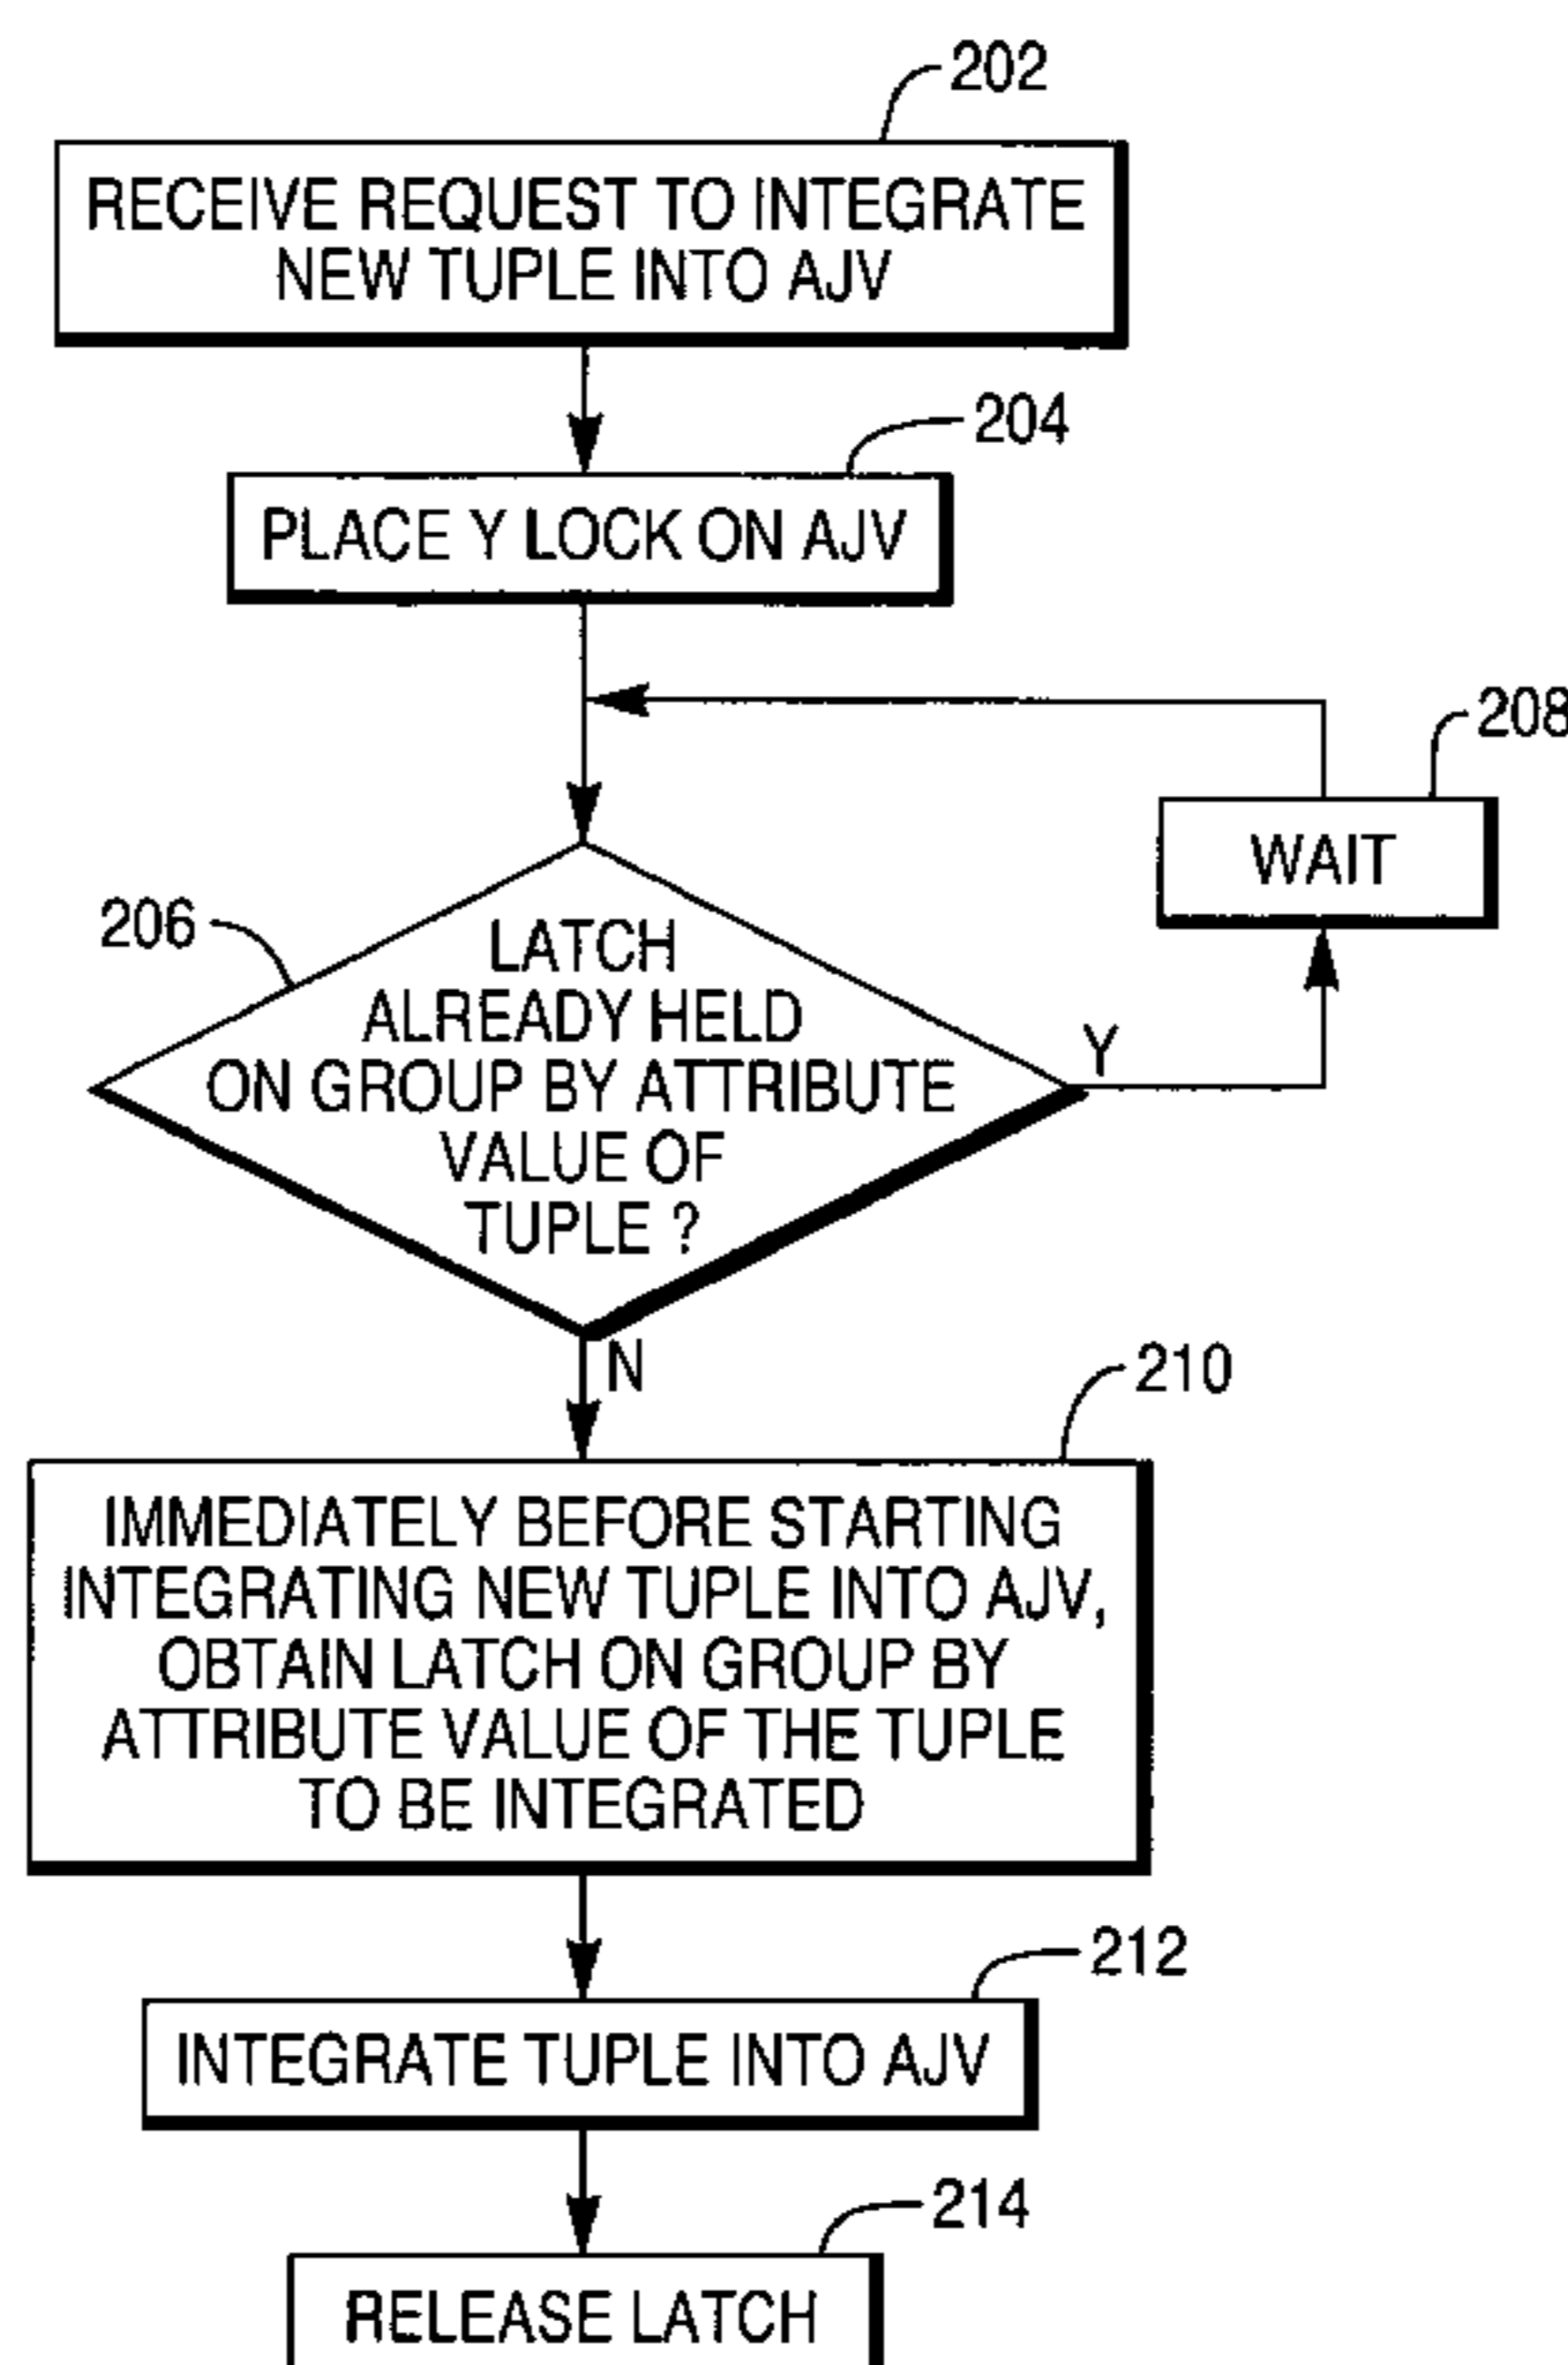 202
RECEIVE REQUEST TO INTEGRATE
NEW TUPLE INTO AJV
204
PLACE Y LOCK ON AJV
208
WAIT
206
LATCH
ALREADY HELD
ON GROUP BY ATTRIBUTE
VALUE OF
TUPLE ?
Y
N
210
IMMEDIATELY BEFORE STARTING
INTEGRATING NEW TUPLE INTO AJV,
OBTAIN LATCH ON GROUP BY
ATTRIBUTE VALUE OF THE TUPLE
TO BE INTEGRATED
212
INTEGRATE TUPLE INTO AJV
214
RELEASE LATCH